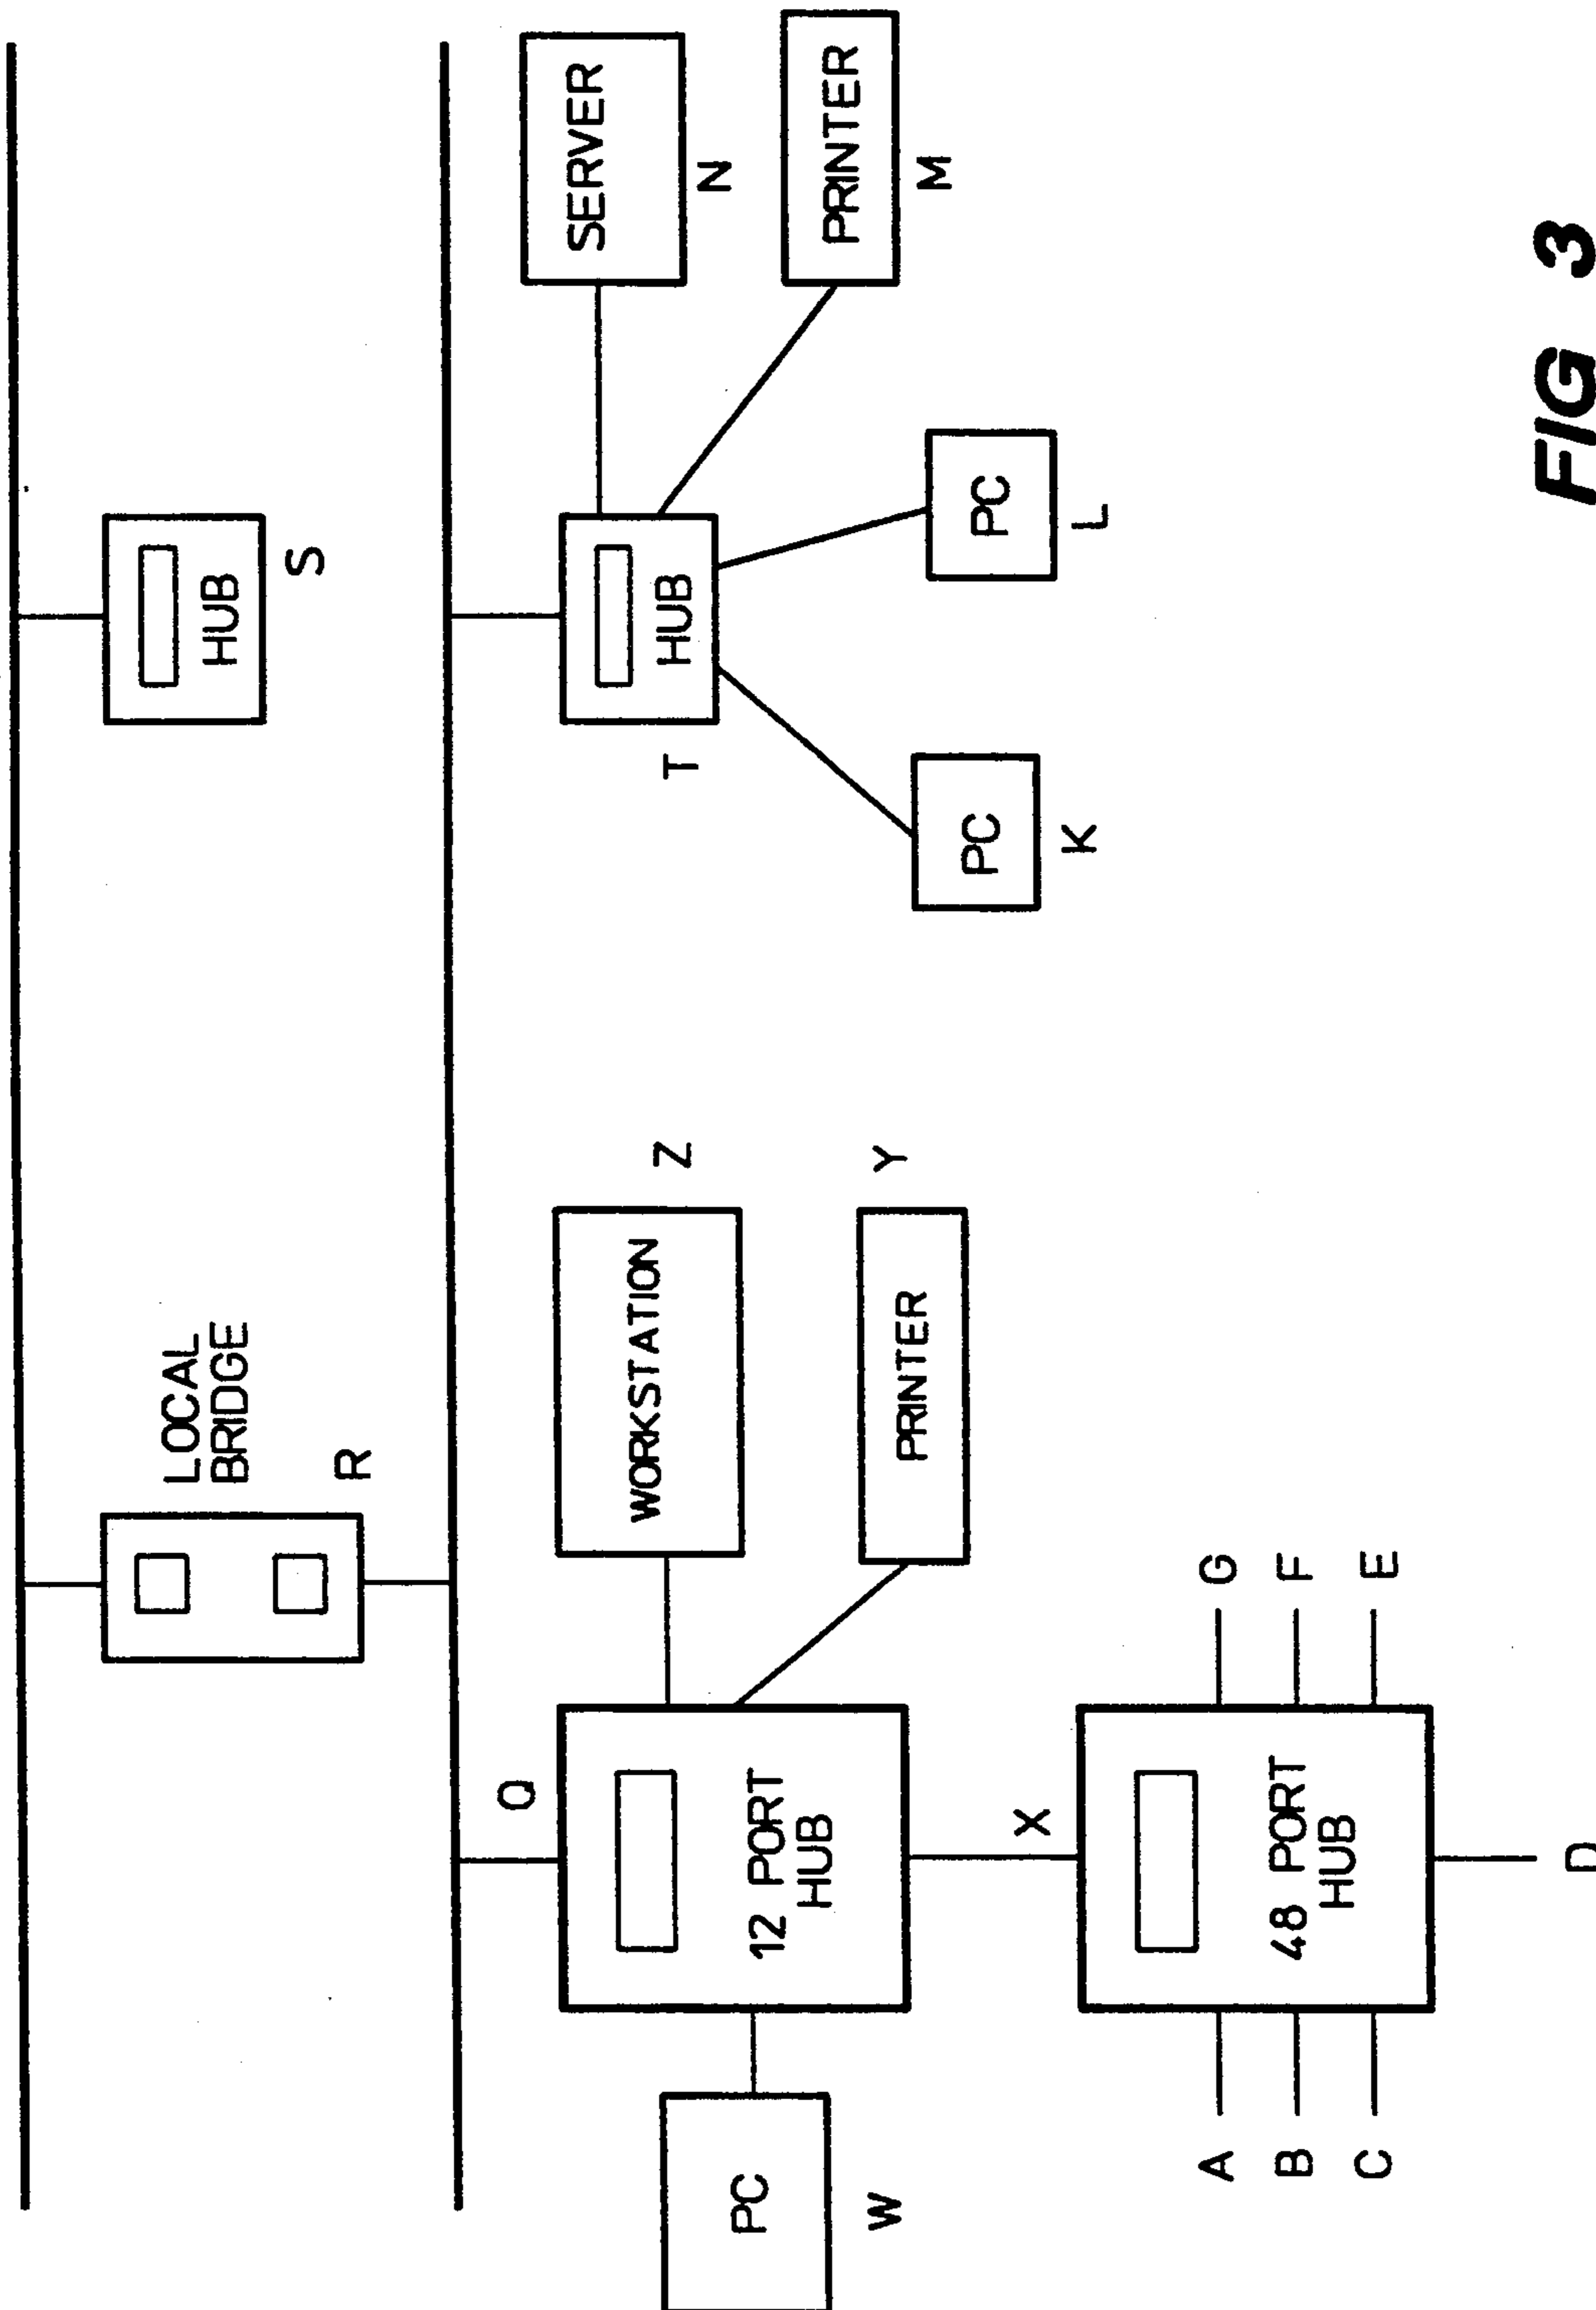 LOCAL
BRIDGE
R
HUB
S
Q
12 PORT
HUB
WORKSTATION
Z
PRINTER
Y
PC
W
X
48 PORT
HUB
A
B
C
D
E
F
G
T
HUB
SERVER
N
PRINTER
M
PC
L
PC
K
FIG 3